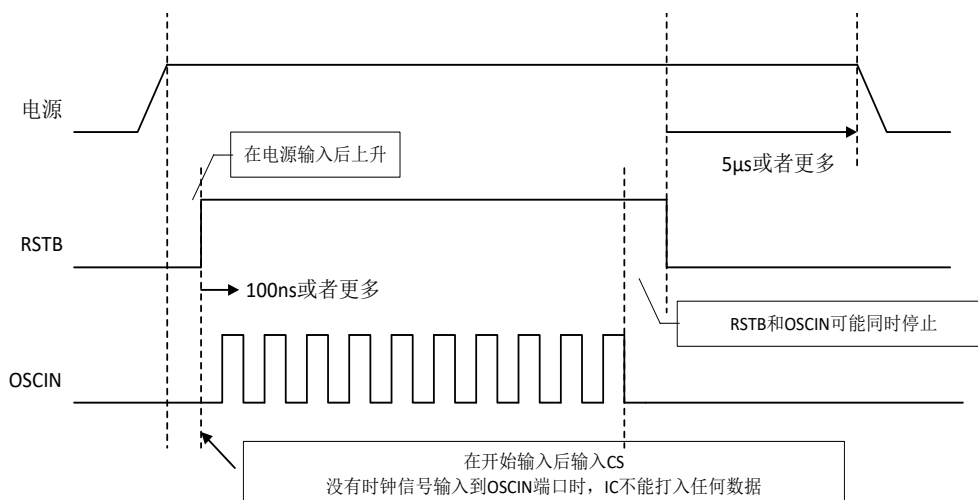 电源
在电源输入后上升
5μs或者更多
RSTB
100ns或者更多
RSTB和OSCIN可能同时停止
OSCIN
在开始输入后输入CS
没有时钟信号输入到OSCIN端口时，IC不能打入任何数据